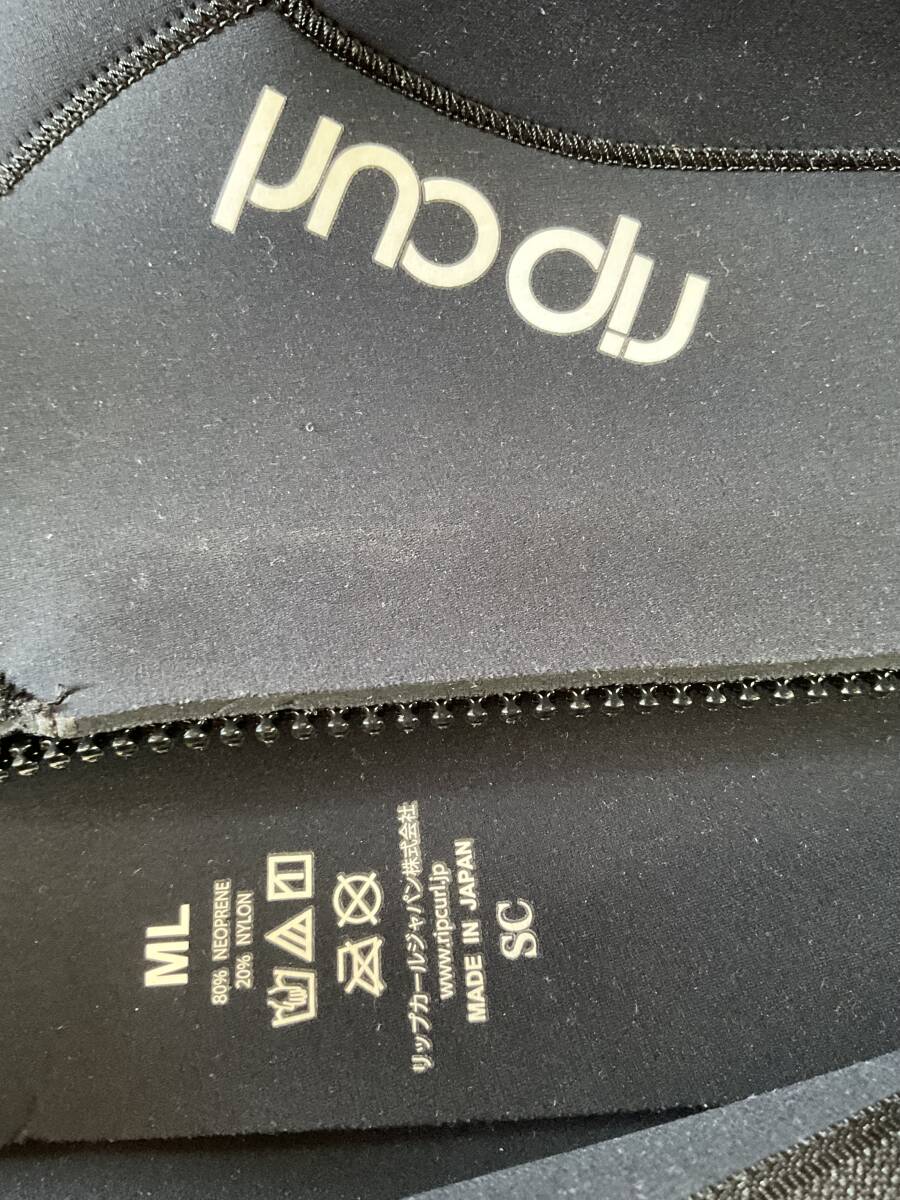 rip curl
ML
80% NEOPRENE
20% NYLON
リップカールジャパン株式会社
www.ripcurl.jp
MADE IN JAPAN
SC